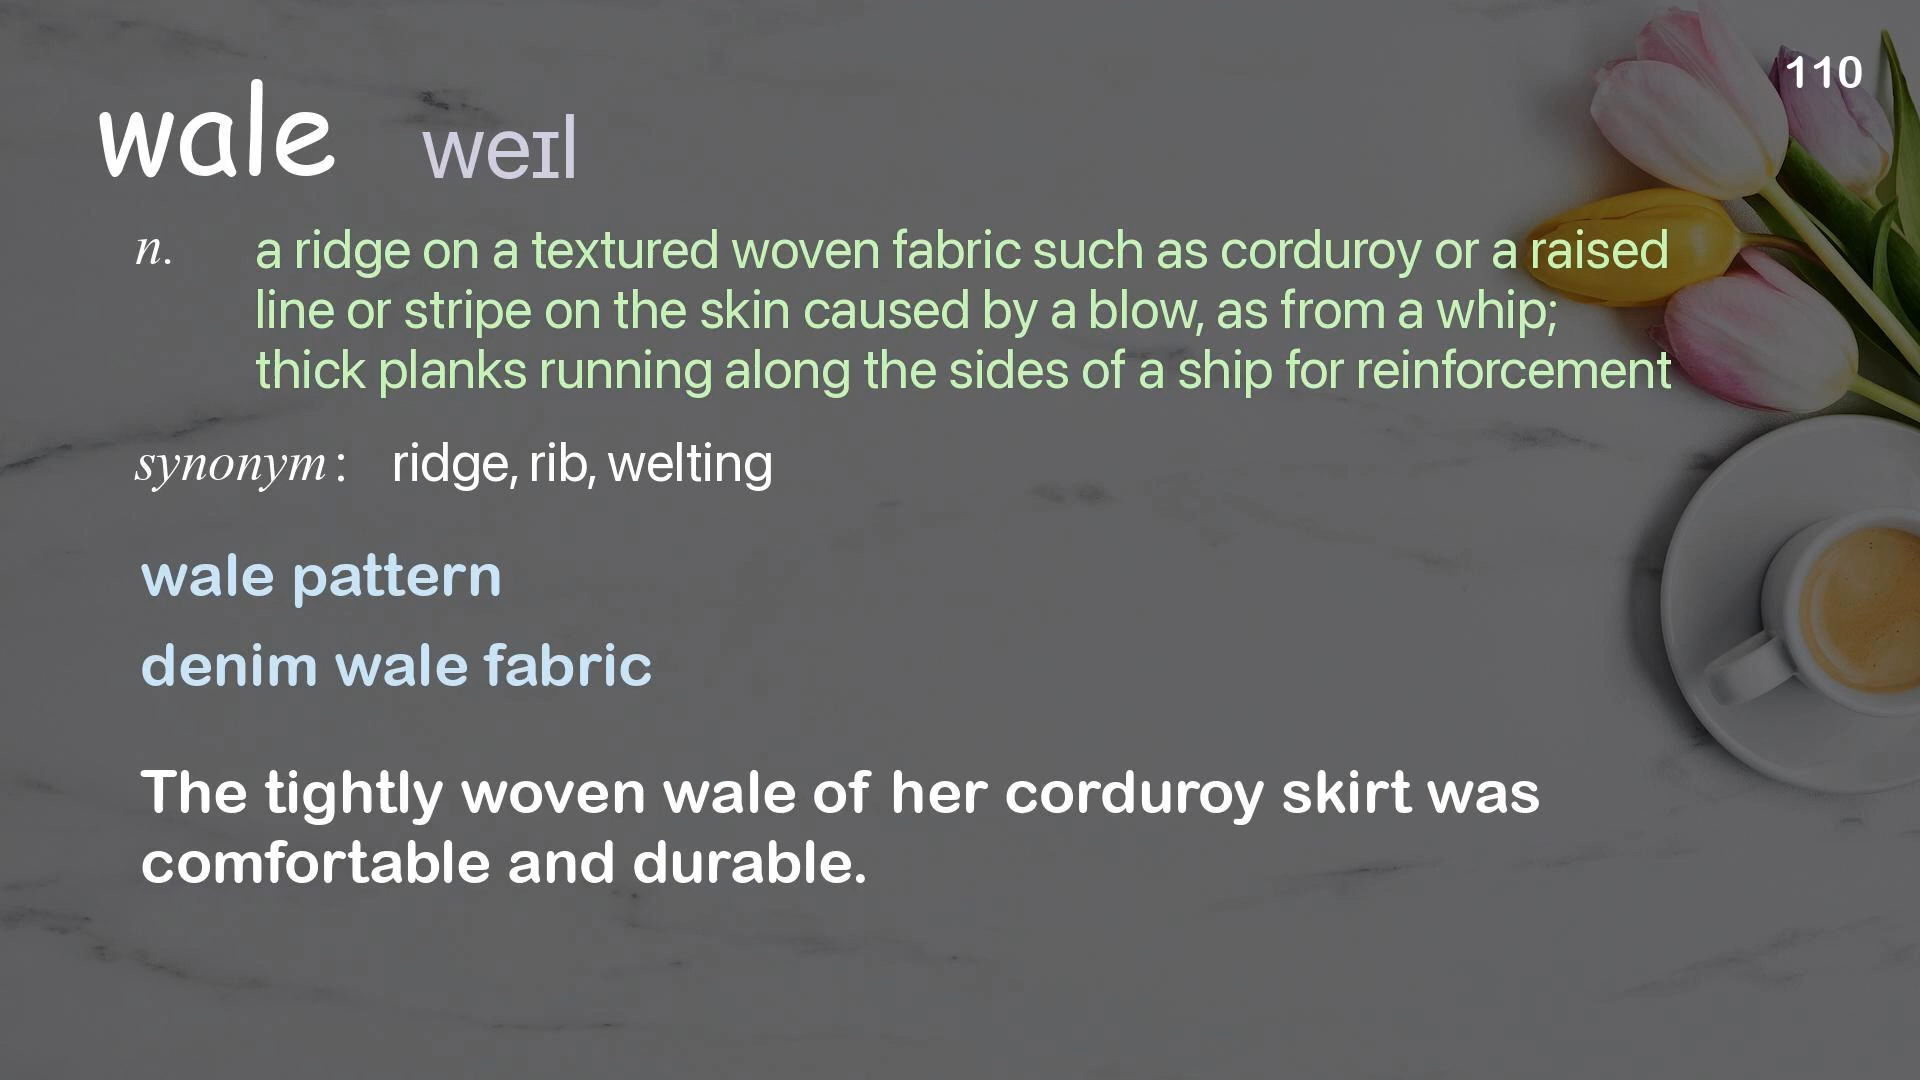 110
wale weɪl
n. a ridge on a textured woven fabric such as corduroy or a raised
line or stripe on the skin caused by a blow, as from a whip;
thick planks running along the sides of a ship for reinforcement
synonym: ridge, rib, welting
wale pattern
denim wale fabric
The tightly woven wale of her corduroy skirt was
comfortable and durable.